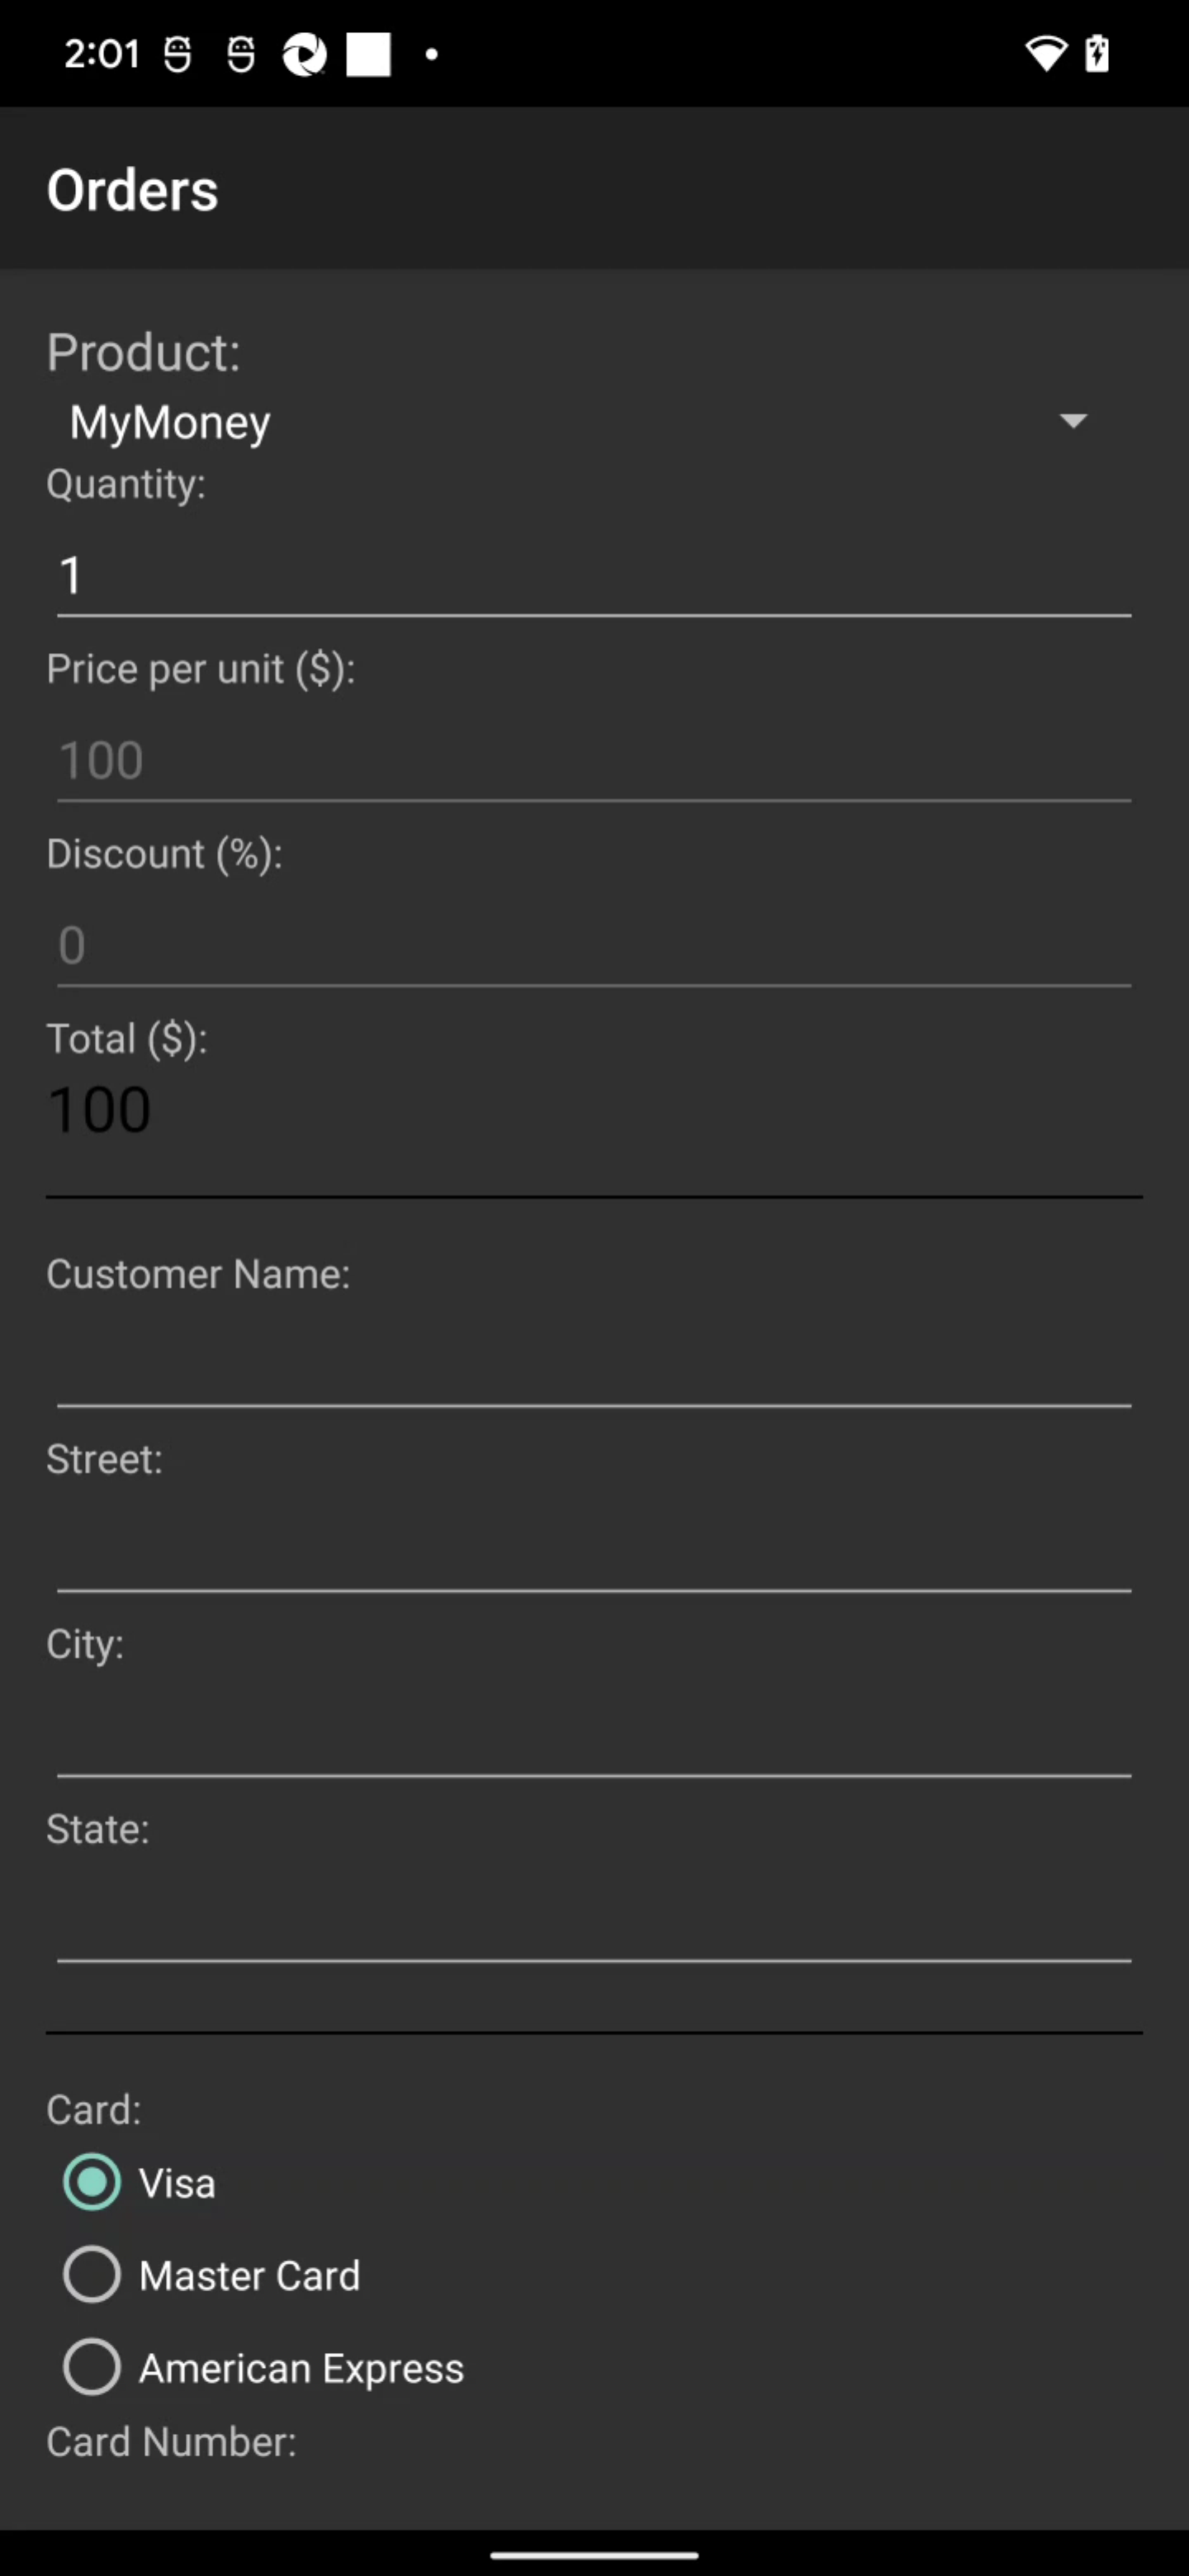 2:01
Orders
Product:
MyMoney
Quantity:
1
Price per unit ($):
100
Discount (%):
0
Total ($):
100
Customer Name:
Street:
City:
State:
Card:
Visa
Master Card
American Express
Card Number: